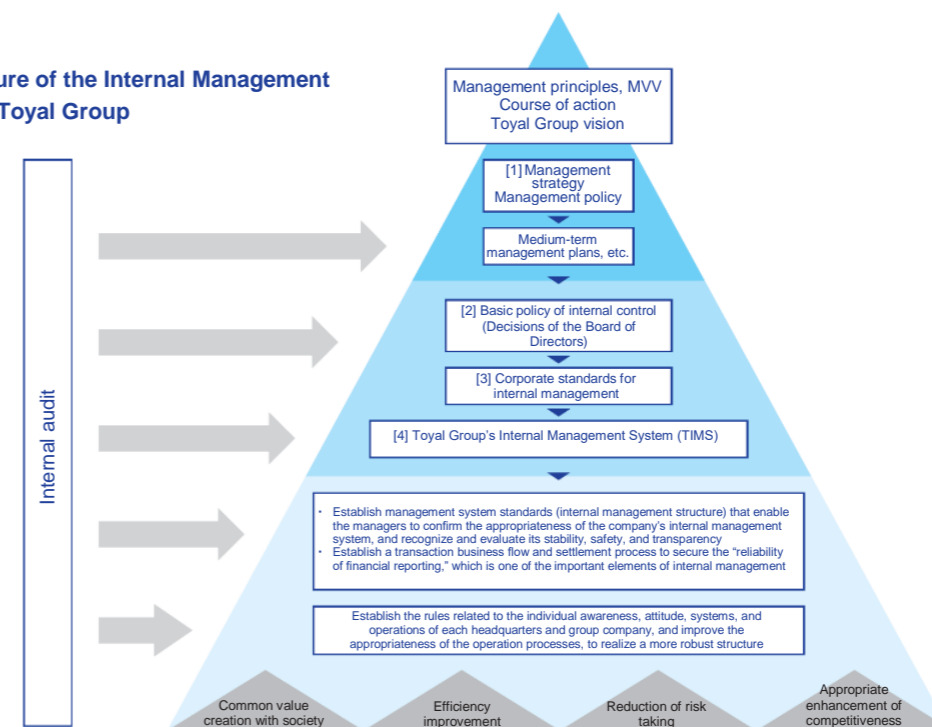 ure of the Internal Management
Toyal Group
Internal audit
Management principles, MVV
Course of action
Toyal Group vision
[1] Management
strategy
Management policy
Medium-term
management plans, etc.
[2] Basic policy of internal control
(Decisions of the Board of
Directors)
[3] Corporate standards for
internal management
[4] Toyal Group's Internal Management System (TIMS)
・ Establish management system standards (internal management structure) that enable
the managers to confirm the appropriateness of the company's internal management
system, and recognize and evaluate its stability, safety, and transparency
・ Establish a transaction business flow and settlement process to secure the “reliability
of financial reporting,” which is one of the important elements of internal management
Establish the rules related to the individual awareness, attitude, systems, and
operations of each headquarters and group company, and improve the
appropriateness of the operation processes, to realize a more robust structure
Common value
creation with society
Efficiency
improvement
Reduction of risk
taking
Appropriate
enhancement of
competitiveness